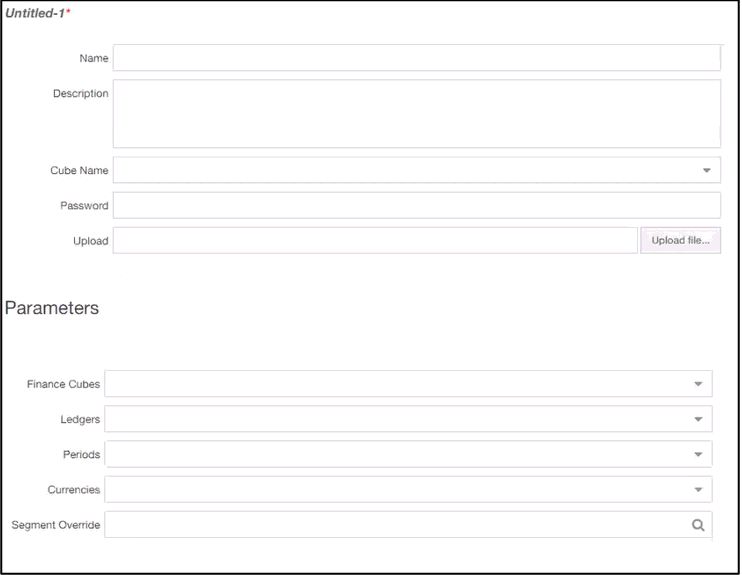 Untitled-1*
Name
Description
Cube Name
Password
Upload
Upload file...
Parameters
Finance Cubes
Ledgers
Periods
Currencies
Segment Override